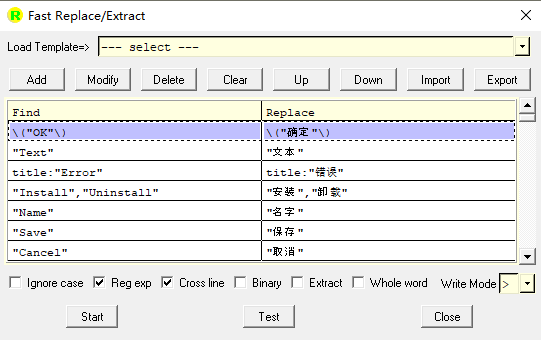 R Fast Replace/Extract
Load Template=> --- select ---
Add Modify Delete Clear Up Down Import Export
Find Replace
\("OK"\) \("确定"\)
"Text" "文本"
title:"Error" title:"错误"
"Install","Uninstall" "安装","卸载"
"Name" "名字"
"Save" "保存"
"Cancel" "取消"
Ignore case Reg exp Cross line Binary Extract Whole word Write Mode >
Start Test Close